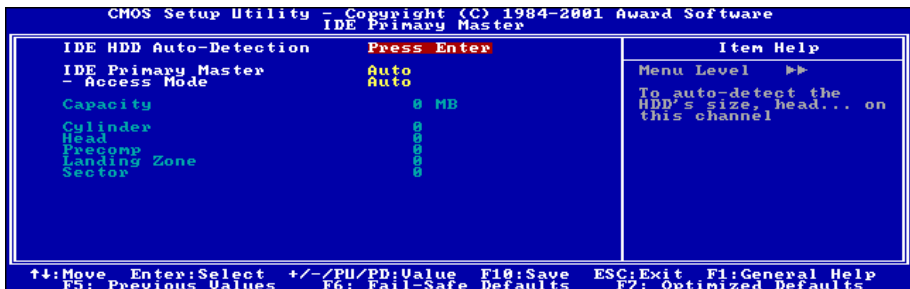 CMOS Setup Utility - Copyright (C) 1984-2001 Award Software
IDE Primary Master
IDE HDD Auto-Detection Press Enter
IDE Primary Master Auto
- Access Mode Auto
Capacity 0 MB
Cylinder 0
Head 0
Precomp 0
Landing Zone 0
Sector 0
Item Help
Menu Level ►►
To auto-detect the
HDD's size, head... on
this channel
↑↓:Move Enter:Select +/-/PU/PD:Value F10:Save ESC:Exit F1:General Help
F5: Previous Values F6: Fail-Safe Defaults F7: Optimized Defaults